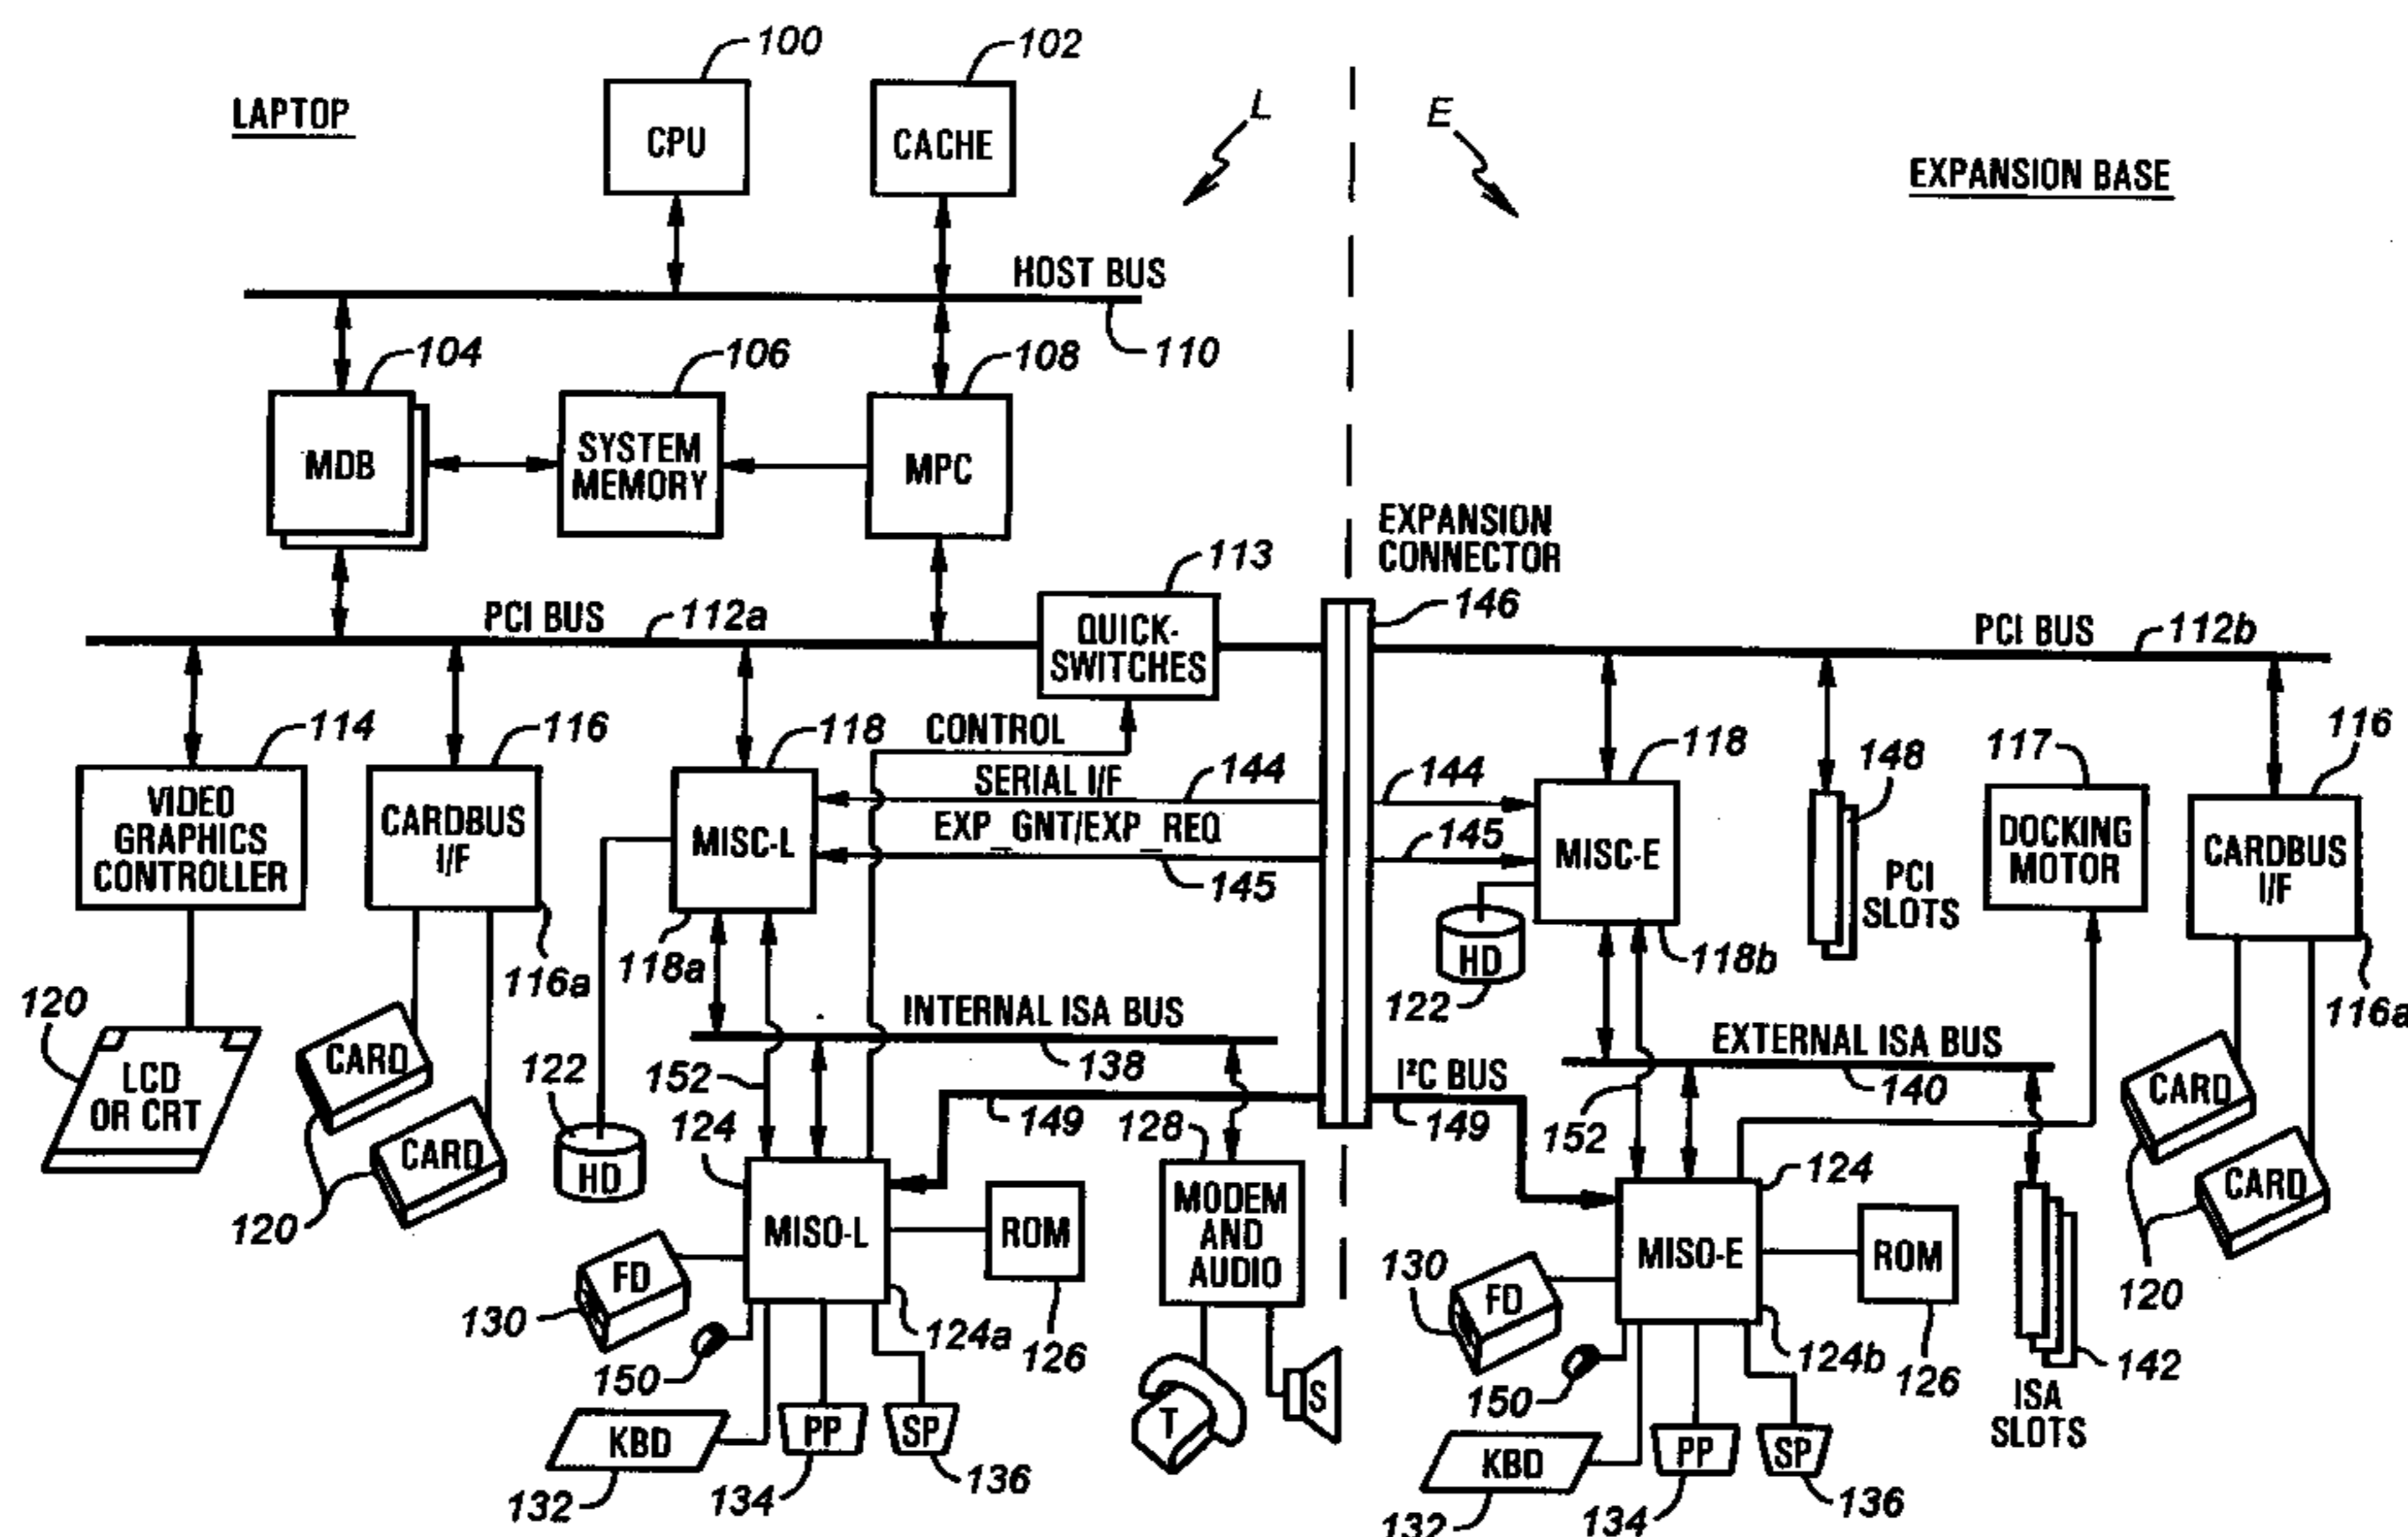 100
102
LAPTOP
CPU
CACHE
L
E
EXPANSION BASE
HOST BUS
110
104
106
108
MDB
SYSTEM
MEMORY
MPC
EXPANSION
CONNECTOR
113
146
PCI BUS
112a
QUICK-
SWITCHES
PCI BUS
112b
114
116
118
CONTROL
SERIAL I/F
144
144
118
148
117
116
VIDEO
GRAPHICS
CONTROLLER
CARDBUS
I/F
MISC-L
EXP_GNT/EXP_REQ
145
145
MISC-E
PCI
SLOTS
DOCKING
MOTOR
CARDBUS
I/F
116a
118a
HD
122
118b
116a
120
LCD
OR CRT
CARD
CARD
120
122
HD
INTERNAL ISA BUS
138
152
EXTERNAL ISA BUS
140
I²C BUS
149
149
152
CARD
CARD
120
124
MISO-L
ROM
128
MODEM
AND
AUDIO
124
MISO-E
ROM
FD
130
124a
126
FD
130
124b
126
142
ISA
SLOTS
150
150
KBD
PP
SP
T
S
KBD
PP
SP
132
134
136
132
134
136